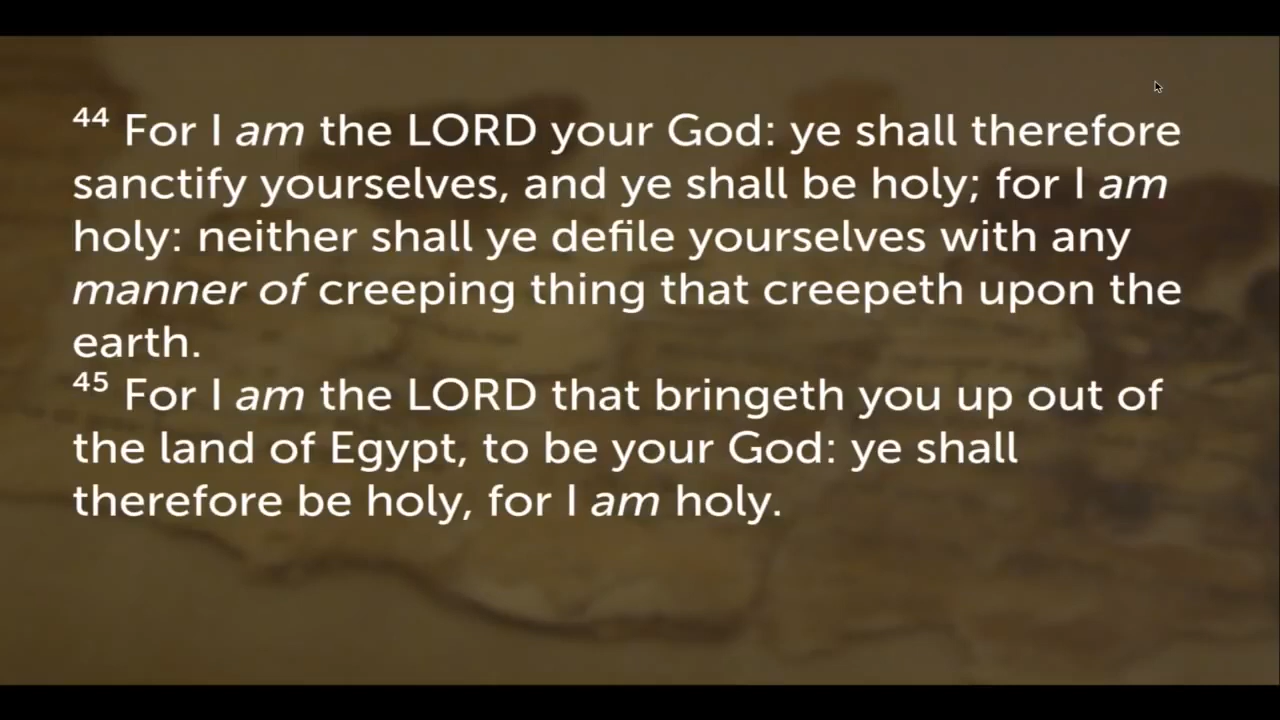 44 For I am the LORD your God: ye shall therefore
sanctify yourselves, and ye shall be holy; for I am
holy: neither shall ye defile yourselves with any
manner of creeping thing that creepeth upon the
earth.
45 For I am the LORD that bringeth you up out of
the land of Egypt, to be your God: ye shall
therefore be holy, for I am holy.